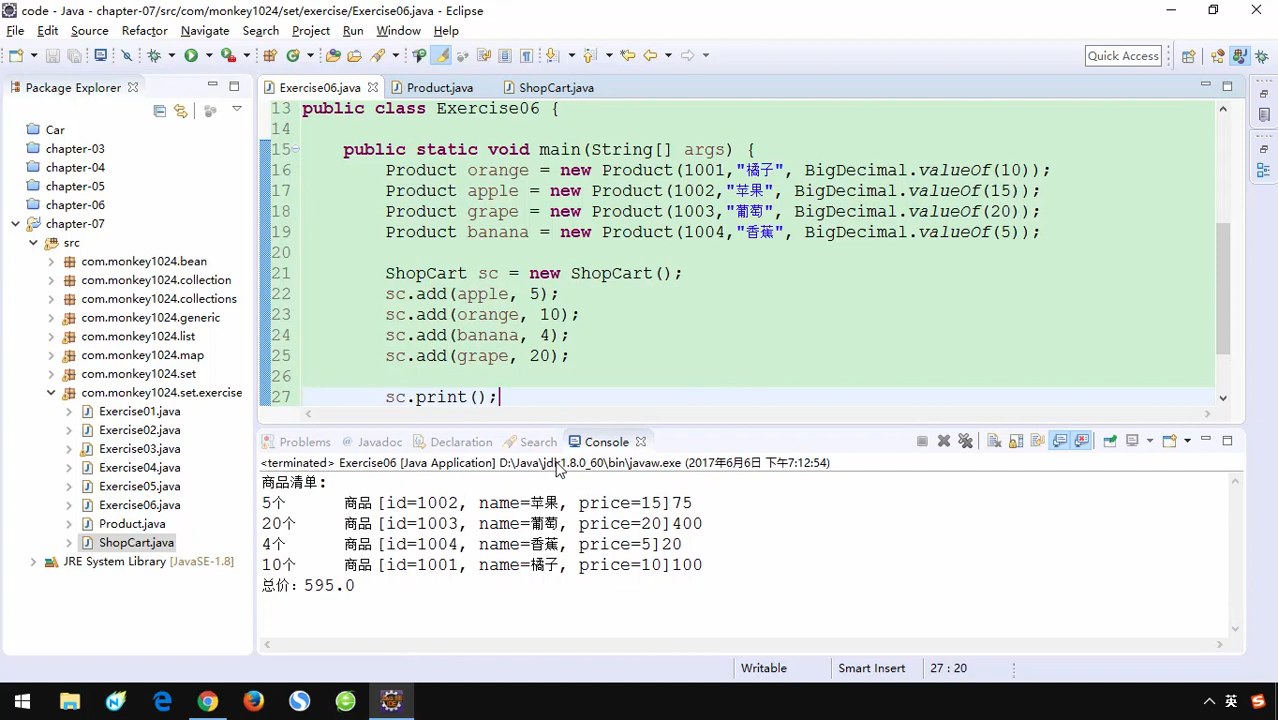 code - Java - chapter-07/src/com/monkey1024/set/exercise/Exercise06.java - Eclipse
File Edit Source Refactor Navigate Search Project Run Window Help
Quick Access
Package Explorer
Exercise06.java Product.java ShopCart.java
Car
chapter-03
chapter-04
chapter-05
chapter-06
chapter-07
src
com.monkey1024.bean
com.monkey1024.collection
com.monkey1024.collections
com.monkey1024.generic
com.monkey1024.list
com.monkey1024.map
com.monkey1024.set
com.monkey1024.set.exercise
Exercise01.java
Exercise02.java
Exercise03.java
Exercise04.java
Exercise05.java
Exercise06.java
Product.java
ShopCart.java
JRE System Library [JavaSE-1.8]
13 public class Exercise06 {
14
15 public static void main(String[] args) {
16 Product orange = new Product(1001,"橘子", BigDecimal.valueOf(10));
17 Product apple = new Product(1002,"苹果", BigDecimal.valueOf(15));
18 Product grape = new Product(1003,"葡萄", BigDecimal.valueOf(20));
19 Product banana = new Product(1004,"香蕉", BigDecimal.valueOf(5));
20
21 ShopCart sc = new ShopCart();
22 sc.add(apple, 5);
23 sc.add(orange, 10);
24 sc.add(banana, 4);
25 sc.add(grape, 20);
26
27 sc.print();
Problems Javadoc Declaration Search Console
<terminated> Exercise06 [Java Application] D:\Java\jdk1.8.0_60\bin\javaw.exe (2017年6月6日 下午7:12:54)
商品清单:
5个 商品 [id=1002, name=苹果, price=15]75
20个 商品 [id=1003, name=葡萄, price=20]400
4个 商品 [id=1004, name=香蕉, price=5]20
10个 商品 [id=1001, name=橘子, price=10]100
总价: 595.0
Writable Smart Insert 27 : 20
英